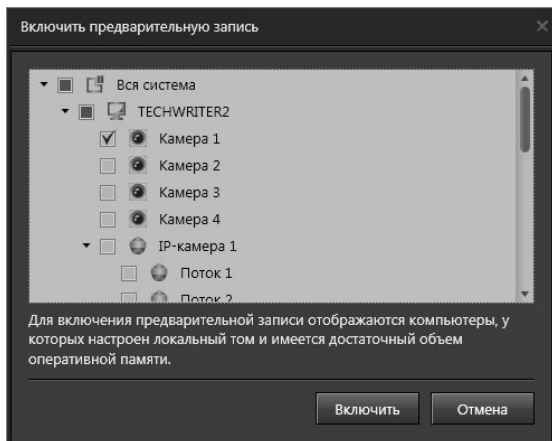 Включить предварительную запись
Вся система
TECHWRITER2
Камера 1
Камера 2
Камера 3
Камера 4
IP-камера 1
Поток 1
Поток 2
Для включения предварительной записи отображаются компьютеры, у
которых настроен локальный том и имеется достаточный объем
оперативной памяти.
Включить Отмена